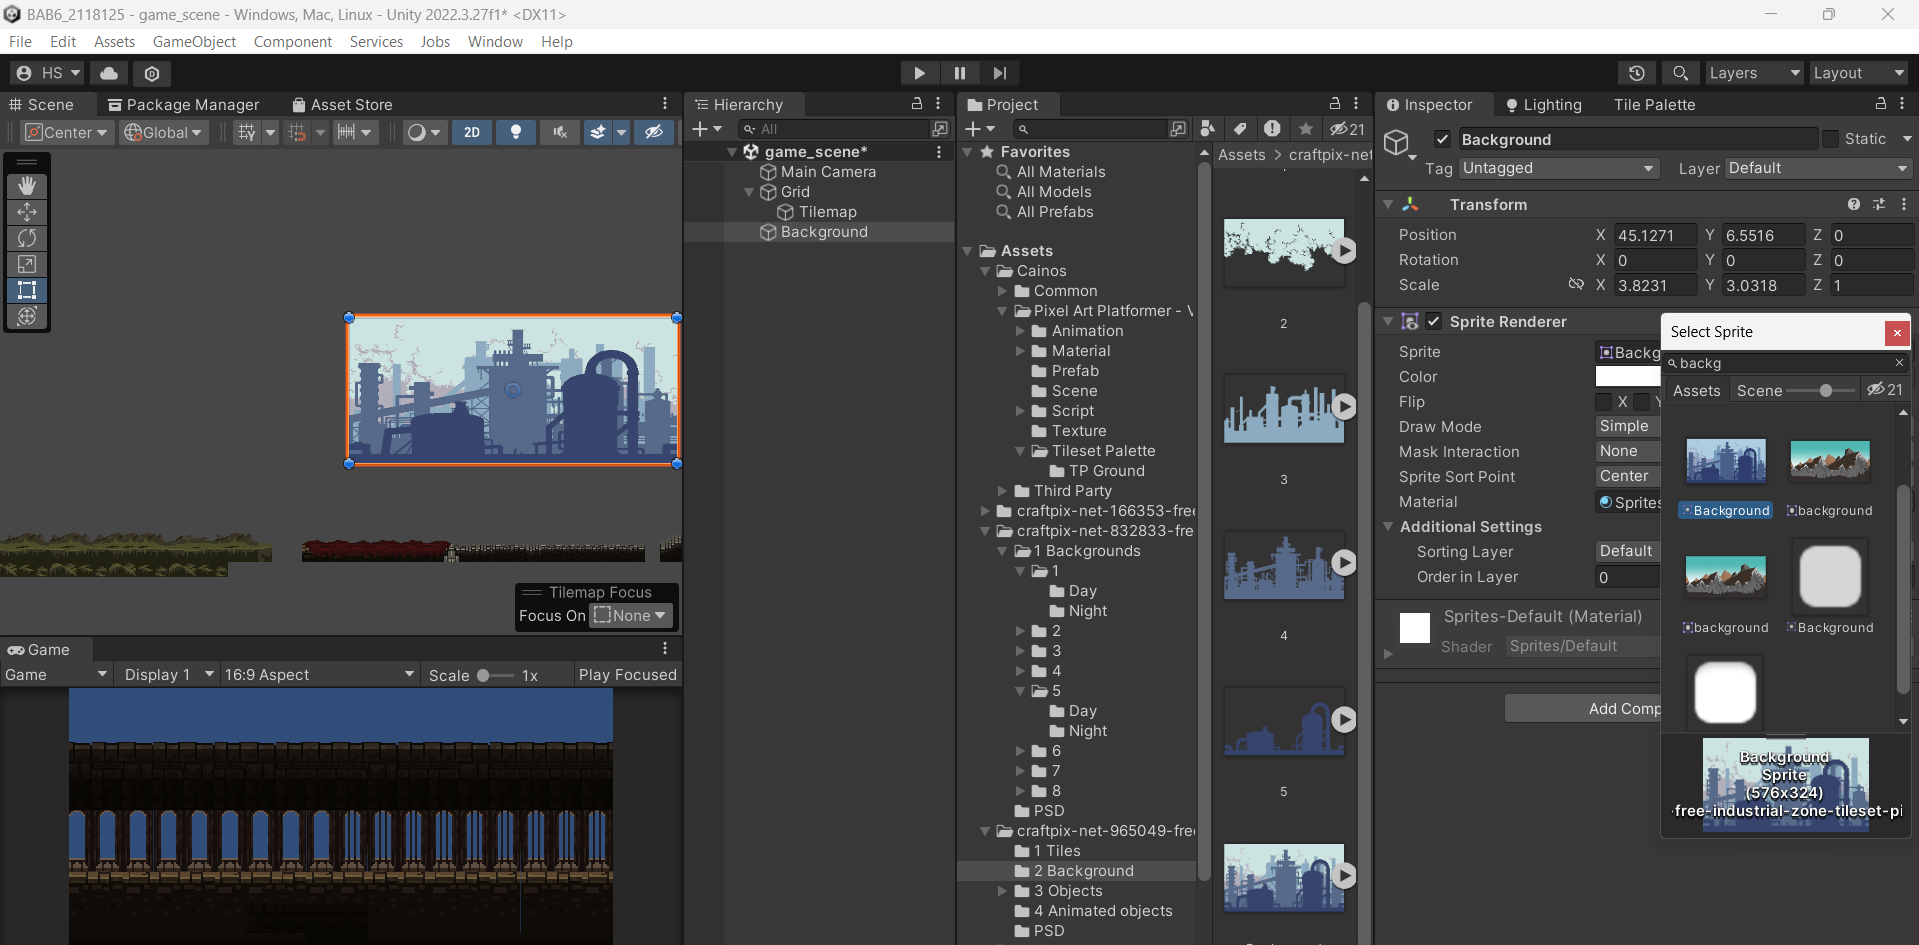 BAB6_2118125 - game_scene - Windows, Mac, Linux - Unity 2022.3.27f1* <DX11>
File Edit Assets GameObject Component Services Jobs Window Help
HS
Layers
Layout
Scene
Package Manager
Asset Store
Center
Global
2D
Tilemap Focus
Focus On None
Game
Game Display 1 16:9 Aspect Scale 1x Play Focused
Hierarchy
All
game_scene*
Main Camera
Grid
Tilemap
Background
Project
21
Favorites
All Materials
All Models
All Prefabs
Assets
Cainos
Common
Pixel Art Platformer - V
Animation
Material
Prefab
Scene
Script
Texture
Tileset Palette
TP Ground
Third Party
craftpix-net-166353-free
craftpix-net-832833-fre
1 Backgrounds
1
Day
Night
2
3
4
5
Day
Night
6
7
8
PSD
craftpix-net-965049-fre
1 Tiles
2 Background
3 Objects
4 Animated objects
PSD
Assets > craftpix-net
2
3
4
5
Inspector
Lighting
Tile Palette
Background
Static
Tag Untagged
Layer Default
Transform
Position X 45.1271 Y 6.5516 Z 0
Rotation X 0 Y 0 Z 0
Scale X 3.8231 Y 3.0318 Z 1
Sprite Renderer
Sprite Backg
Color
Flip X Y
Draw Mode Simple
Mask Interaction None
Sprite Sort Point Center
Material Sprites
Additional Settings
Sorting Layer Default
Order in Layer 0
Sprites-Default (Material)
Shader Sprites/Default
Add Comp
Select Sprite
backg
Assets Scene 21
Background
background
background
Background
Background
Sprite
(576x324)
-free-industrial-zone-tileset-pi